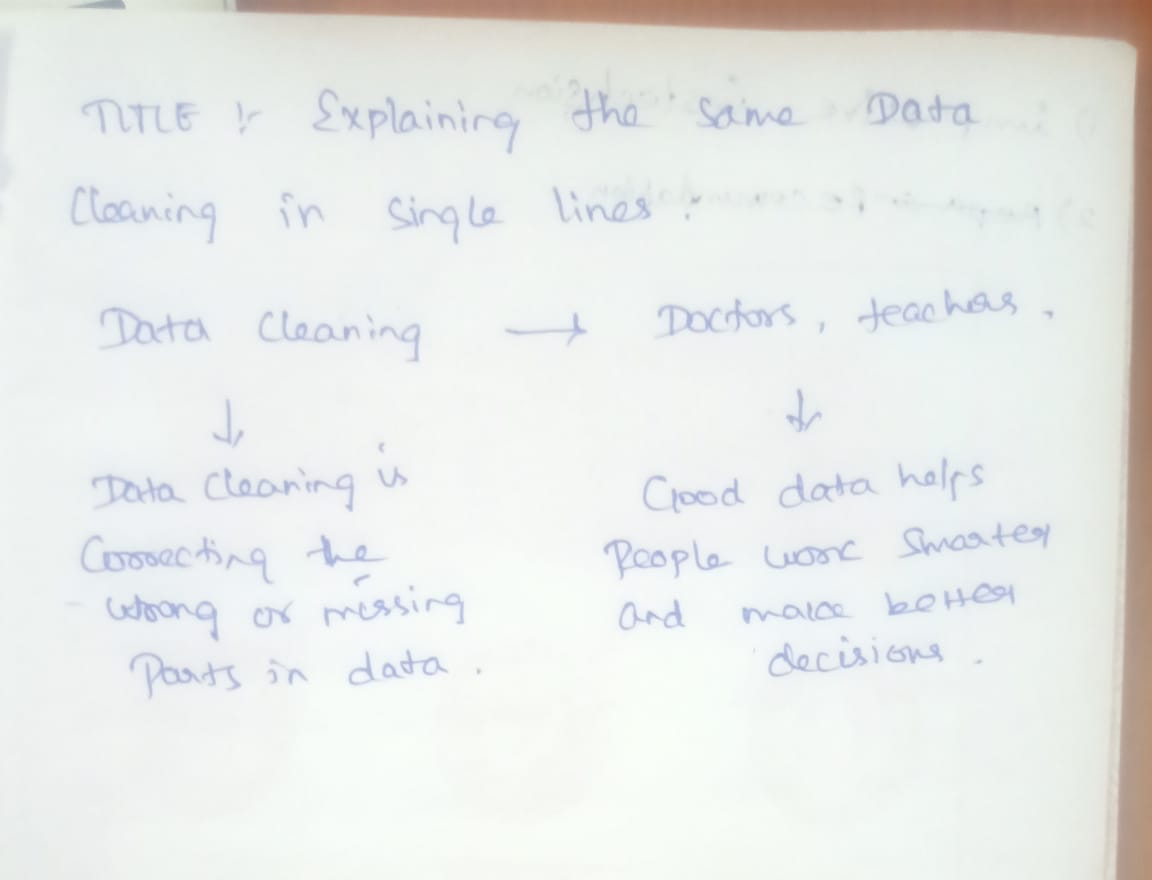 TITLE :- Explaining the same Data
Cleaning in single lines.
Data Cleaning → Doctors, teachers.
↓ ↓
Data Cleaning is
Correcting the
wrong or missing
Parts in data.
Good data helps
People work Smarter
and make better
decisions.